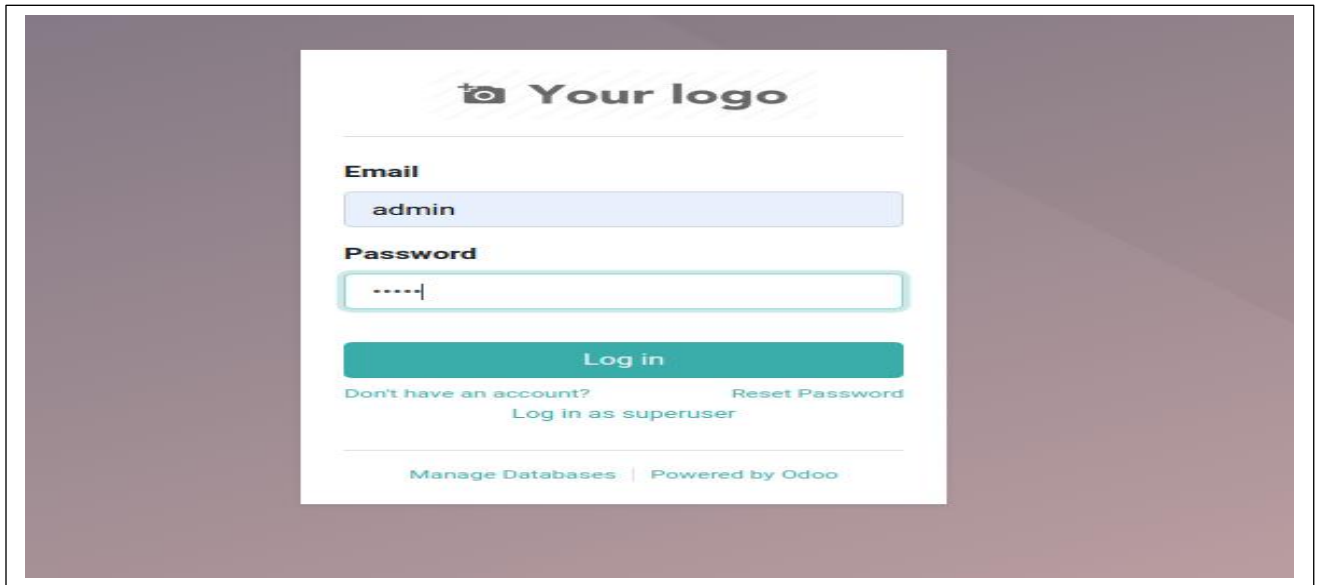 Your logo
Email
admin
Password
•••••
Log in
Don't have an account? Reset Password
Log in as superuser
Manage Databases | Powered by Odoo